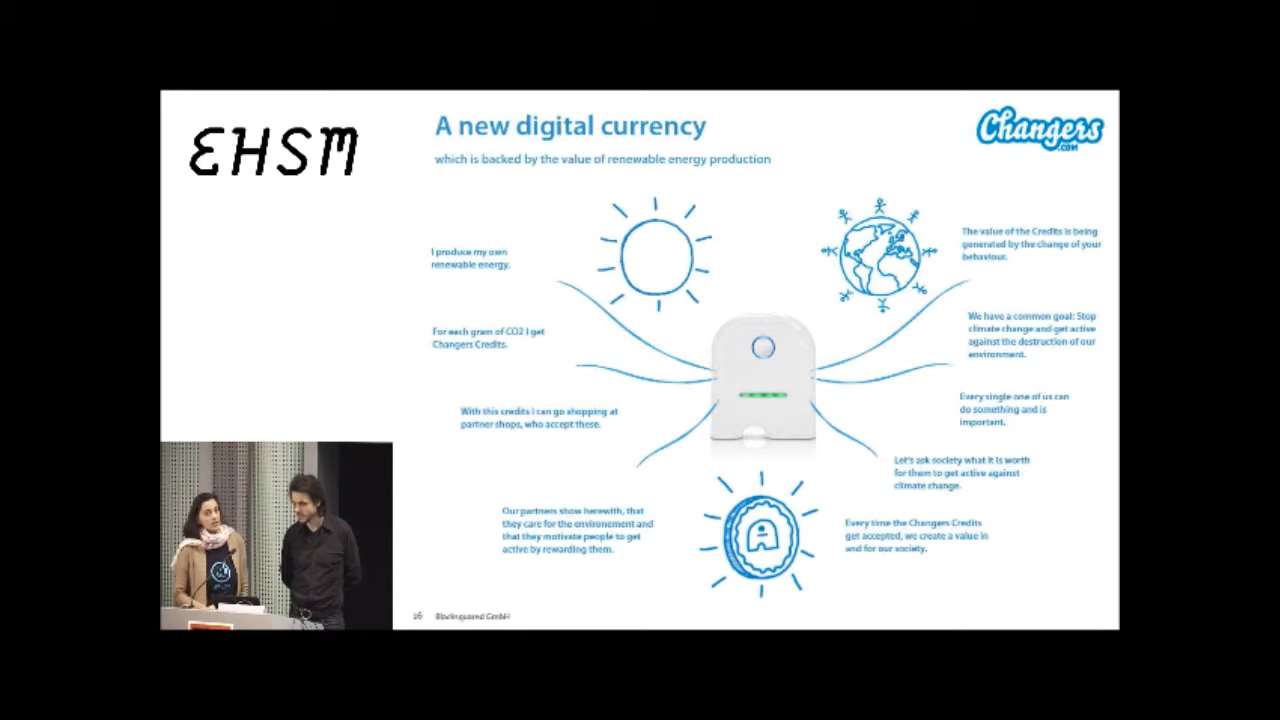 EHSM
A new digital currency
which is backed by the value of renewable energy production
Changers
.COM
I produce my own
renewable energy.
For each gram of CO2 I get
Changers Credits.
With this credits I can go shopping at
partner shops, who accept these.
Our partners show herewith, that
they care for the environement and
that they motivate people to get
active by rewarding them.
The value of the Credits is being
generated by the change of your
behaviour.
We have a common goal: Stop
climate change and get active
against the destruction of our
environment.
Every single one of us can
do something and is
important.
Let's ask society what it is worth
for them to get active against
climate change.
Every time the Changers Credits
get accepted, we create a value in
and for our society.
16 Blacksquared GmbH